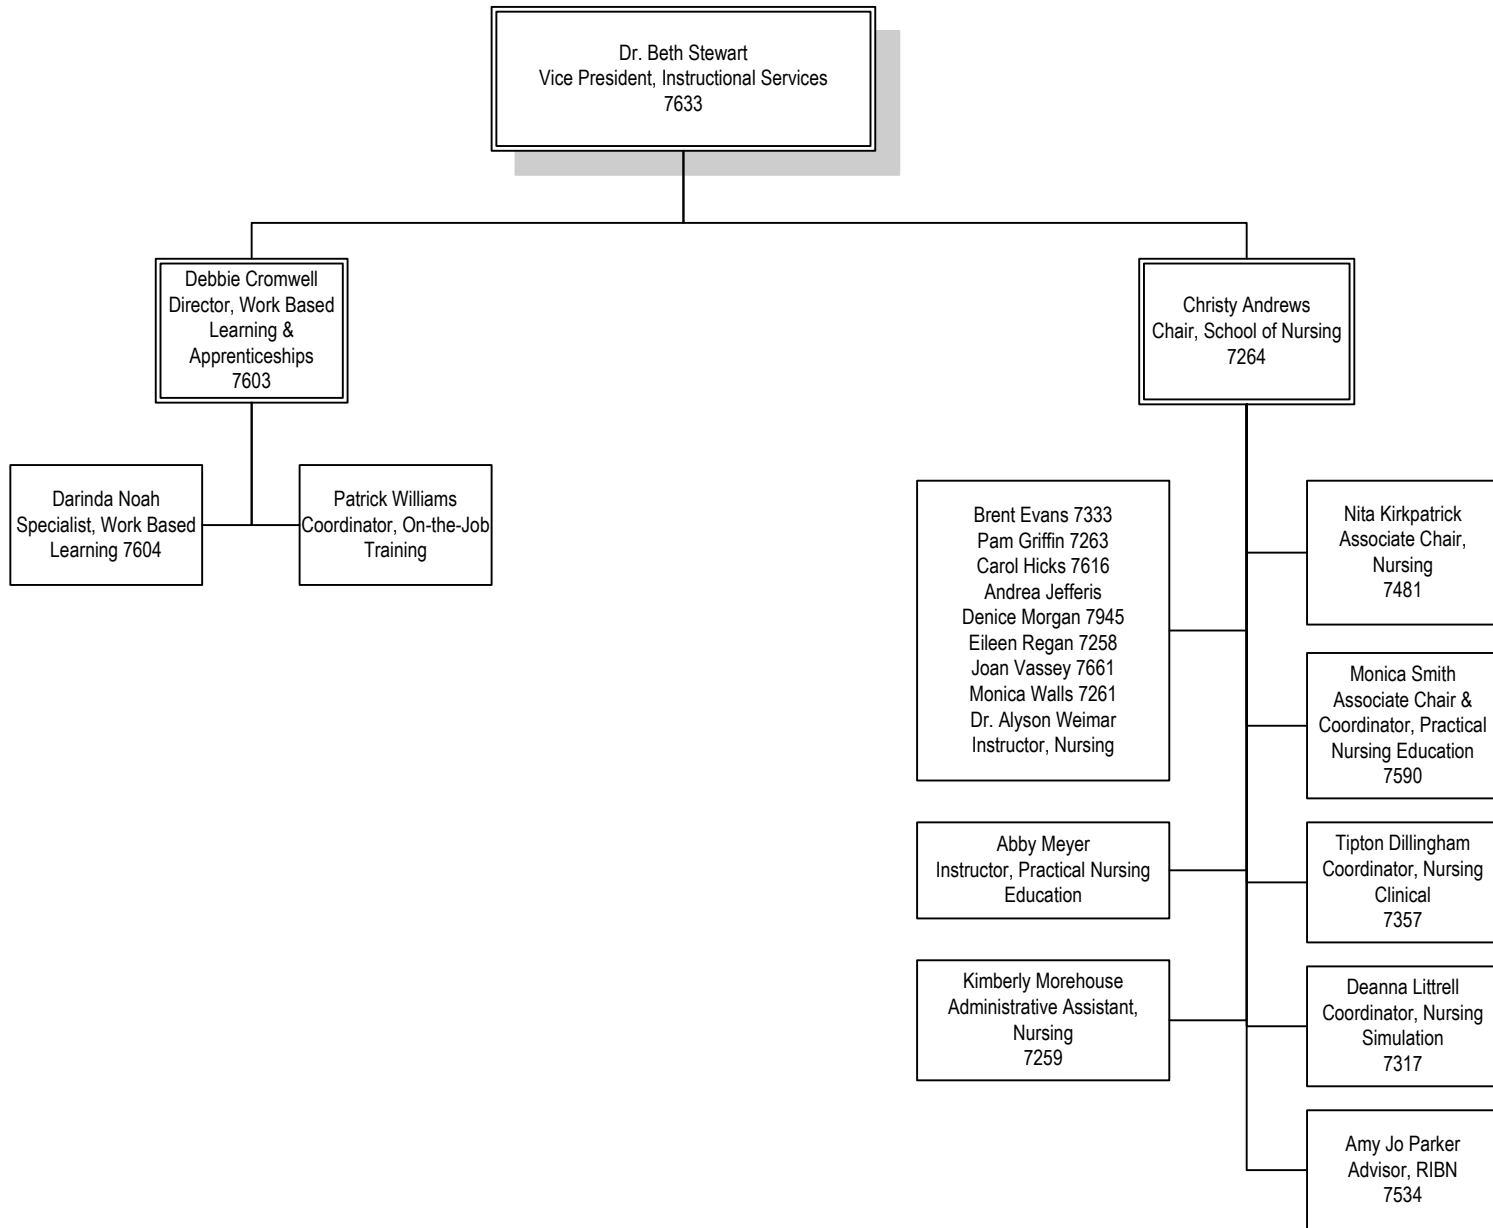 Dr. Beth Stewart
Vice President, Instructional Services
7633
Debbie Cromwell
Director, Work Based
Learning &
Apprenticeships
7603
Christy Andrews
Chair, School of Nursing
7264
Darinda Noah
Specialist, Work Based
Learning 7604
Patrick Williams
Coordinator, On-the-Job
Training
Brent Evans 7333
Pam Griffin 7263
Carol Hicks 7616
Andrea Jefferis
Denice Morgan 7945
Eileen Regan 7258
Joan Vassey 7661
Monica Walls 7261
Dr. Alyson Weimar
Instructor, Nursing
Nita Kirkpatrick
Associate Chair,
Nursing
7481
Monica Smith
Associate Chair &
Coordinator, Practical
Nursing Education
7590
Abby Meyer
Instructor, Practical Nursing
Education
Tipton Dillingham
Coordinator, Nursing
Clinical
7357
Kimberly Morehouse
Administrative Assistant,
Nursing
7259
Deanna Littrell
Coordinator, Nursing
Simulation
7317
Amy Jo Parker
Advisor, RIBN
7534